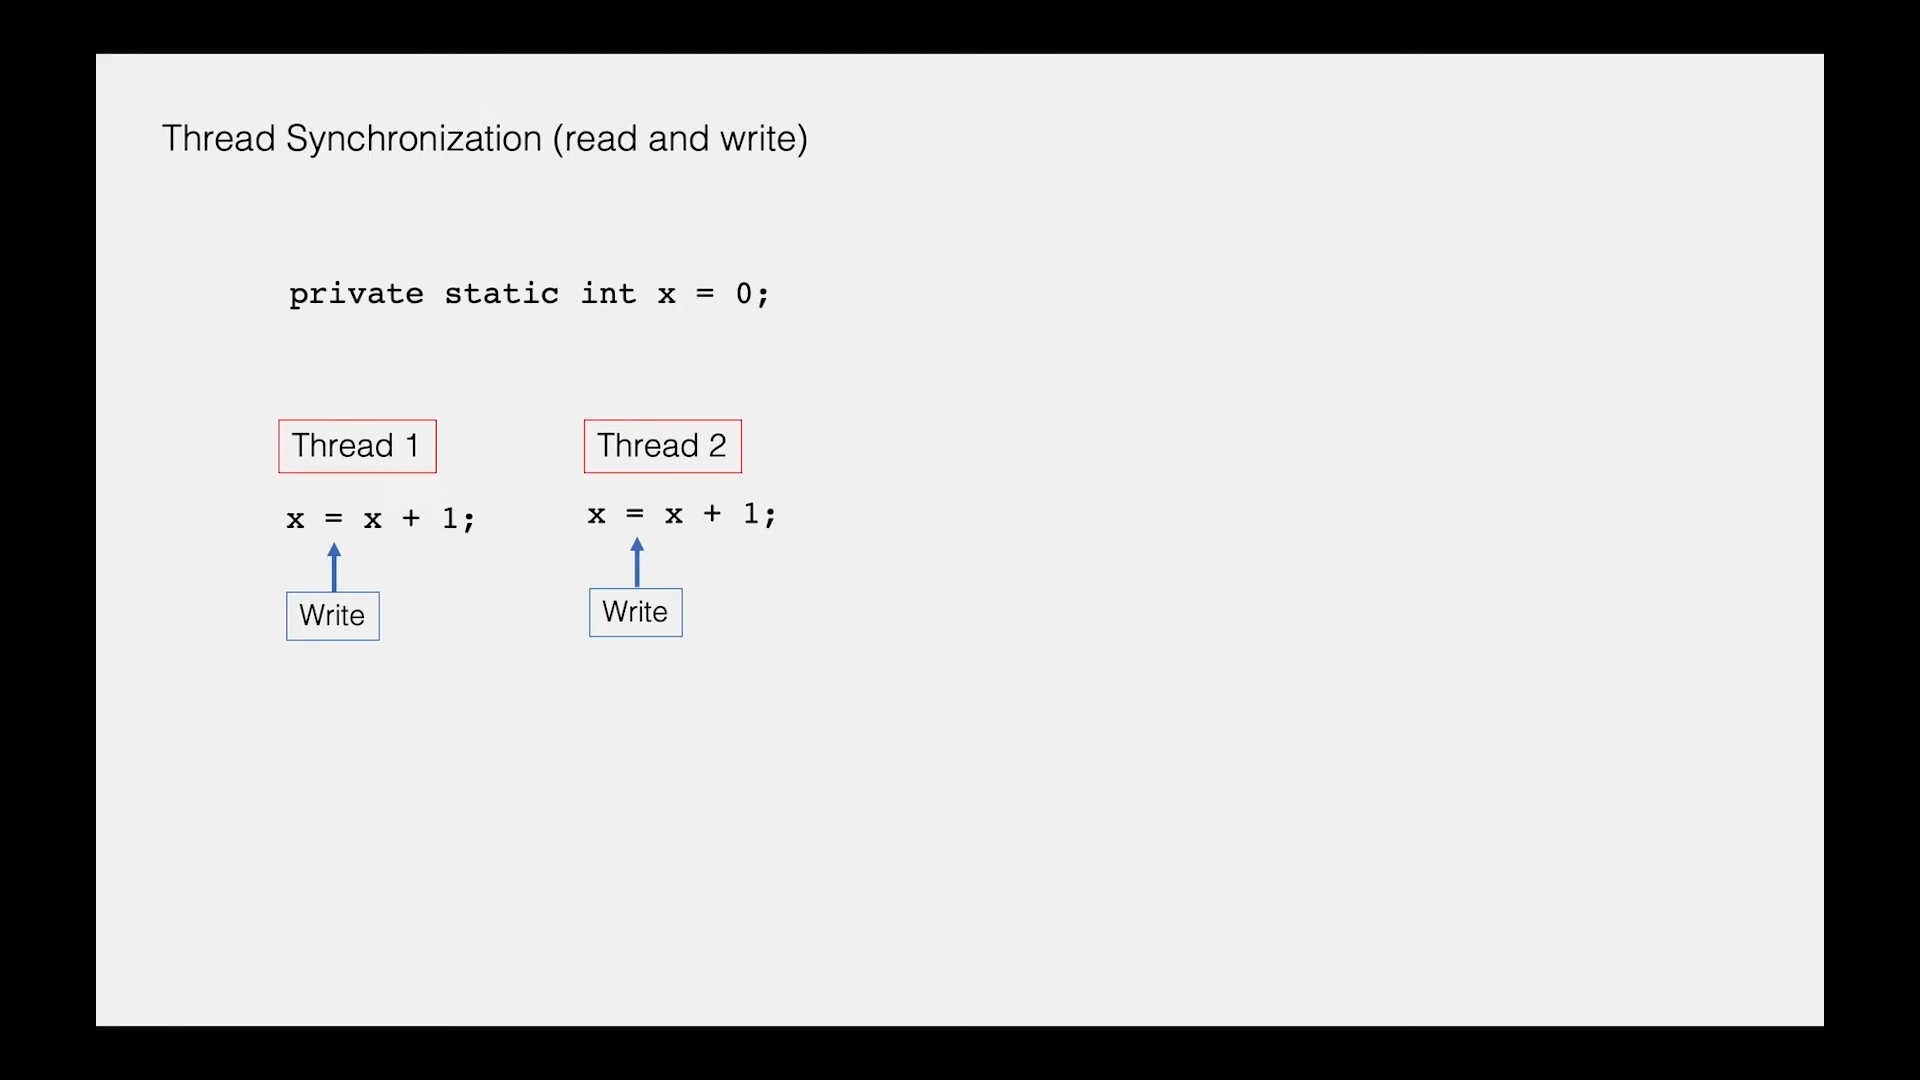 Thread Synchronization (read and write)
private static int x = 0;
Thread 1
Thread 2
x = x + 1;
x = x + 1;
Write
Write